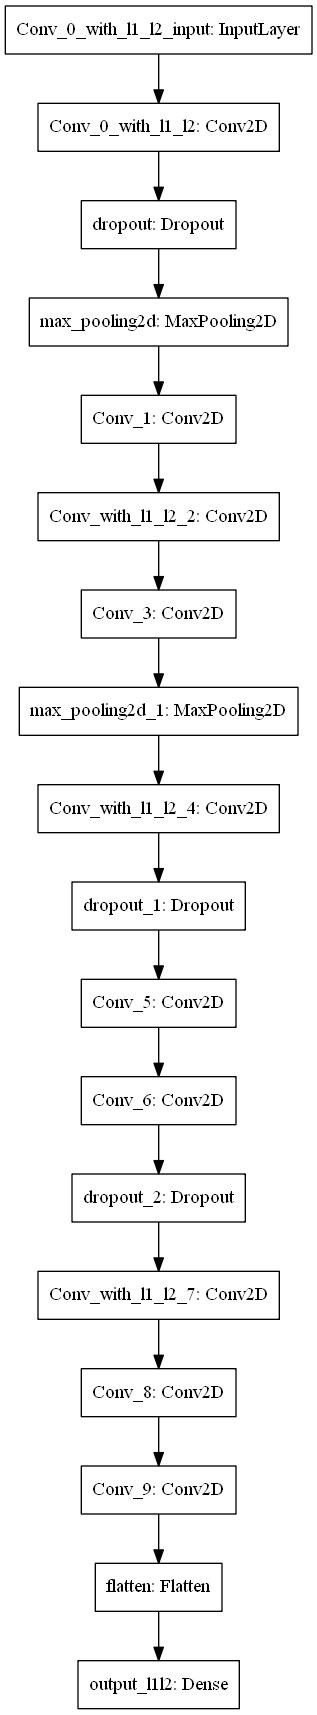 Conv_0_with_l1_l2_input: InputLayer
Conv_0_with_l1_l2: Conv2D
dropout: Dropout
max_pooling2d: MaxPooling2D
Conv_1: Conv2D
Conv_with_l1_l2_2: Conv2D
Conv_3: Conv2D
max_pooling2d_1: MaxPooling2D
Conv_with_l1_l2_4: Conv2D
dropout_1: Dropout
Conv_5: Conv2D
Conv_6: Conv2D
dropout_2: Dropout
Conv_with_l1_l2_7: Conv2D
Conv_8: Conv2D
Conv_9: Conv2D
flatten: Flatten
output_l1l2: Dense